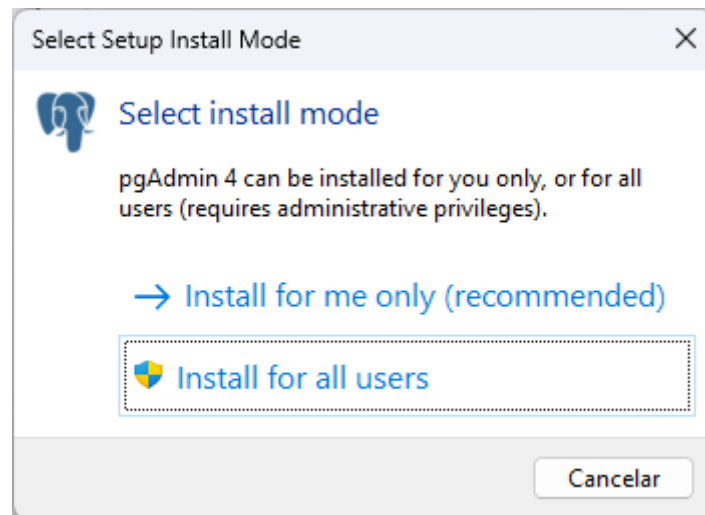 Select Setup Install Mode
Select install mode
pgAdmin 4 can be installed for you only, or for all
users (requires administrative privileges).
Install for me only (recommended)
Install for all users
Cancelar